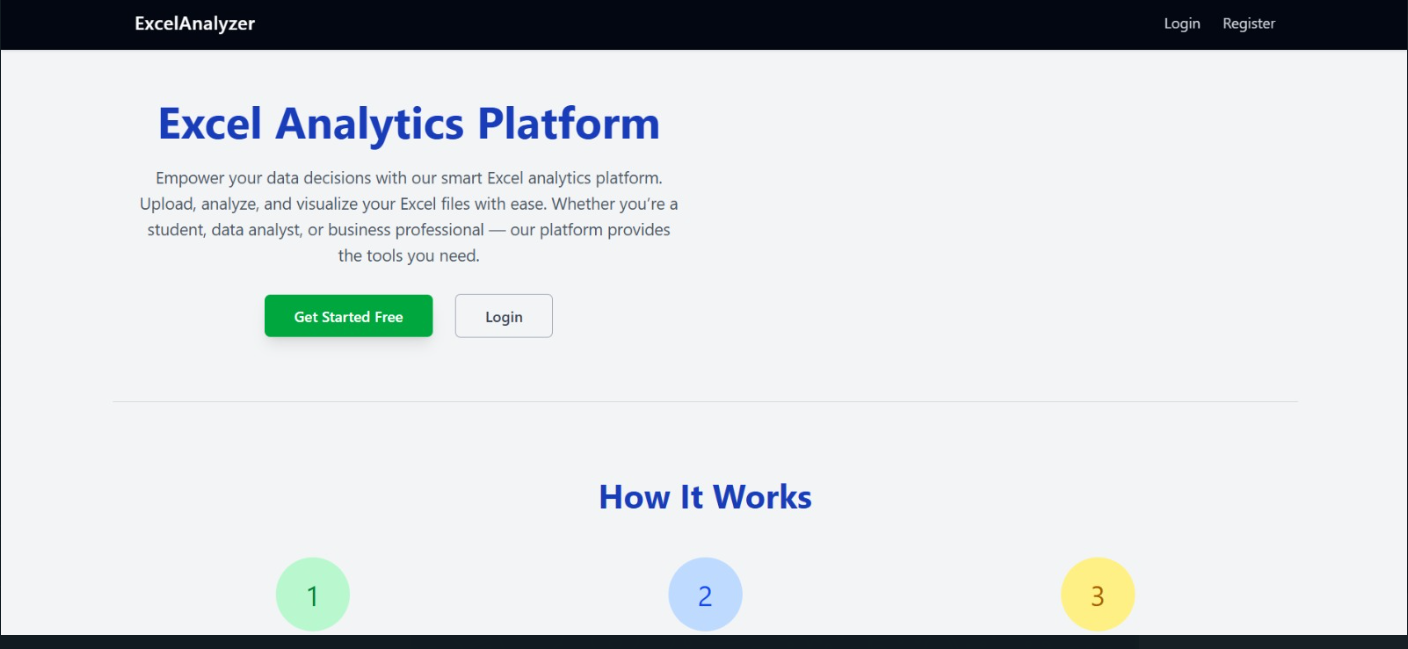 ExcelAnalyzer
Login Register
Excel Analytics Platform
Empower your data decisions with our smart Excel analytics platform.
Upload, analyze, and visualize your Excel files with ease. Whether you’re a
student, data analyst, or business professional — our platform provides
the tools you need.
Get Started Free
Login
How It Works
1
2
3